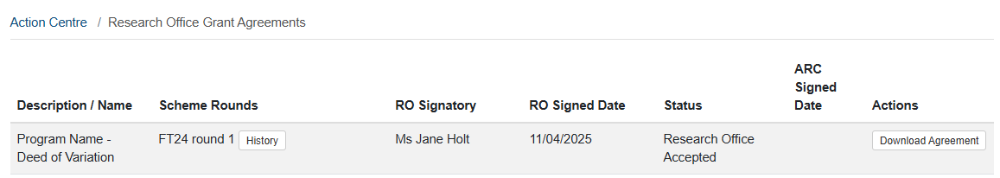 Action Centre / Research Office Grant Agreements
Description / Name Scheme Rounds RO Signatory RO Signed Date Status ARC Signed Date Actions
Program Name - Deed of Variation FT24 round 1 History Ms Jane Holt 11/04/2025 Research Office Accepted Download Agreement